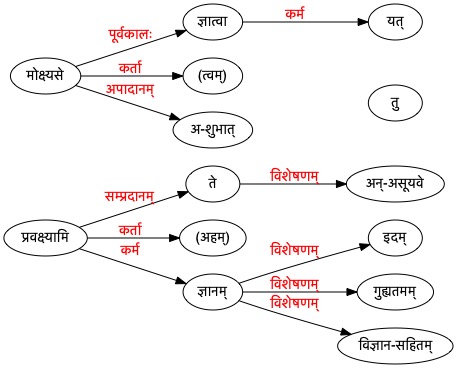 पूर्वकालः
ज्ञात्वा
कर्म
यत्
मोक्ष्यसे
कर्ता
(त्वम्)
अपादानम्
अ-शुभात्
तु
सम्प्रदानम्
ते
विशेषणम्
अन्-असूयवे
प्रवक्ष्यामि
कर्ता
(अहम्)
कर्म
ज्ञानम्
विशेषणम्
इदम्
विशेषणम्
गुह्यतमम्
विशेषणम्
विज्ञान-सहितम्